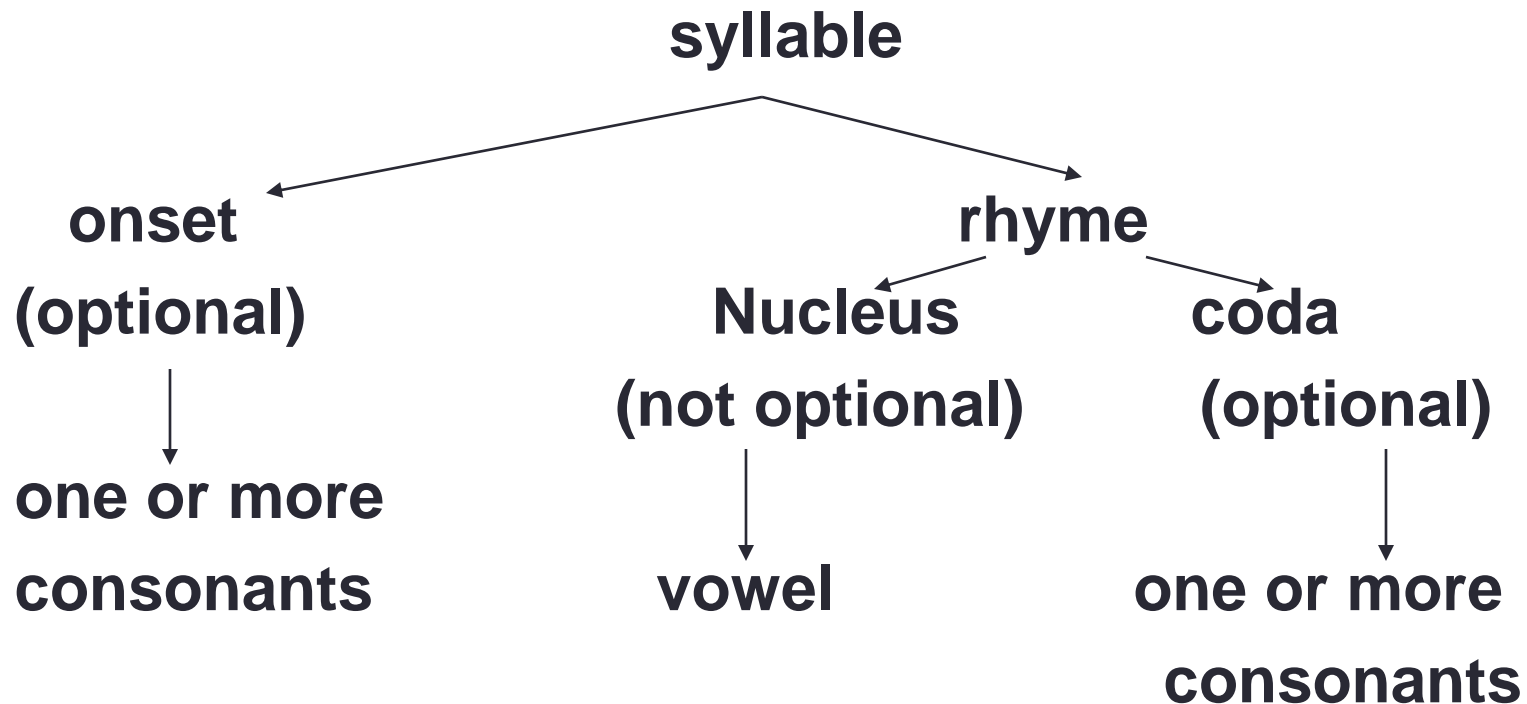 syllable
onset rhyme
(optional) Nucleus coda
(not optional) (optional)
one or more
consonants vowel one or more
consonants